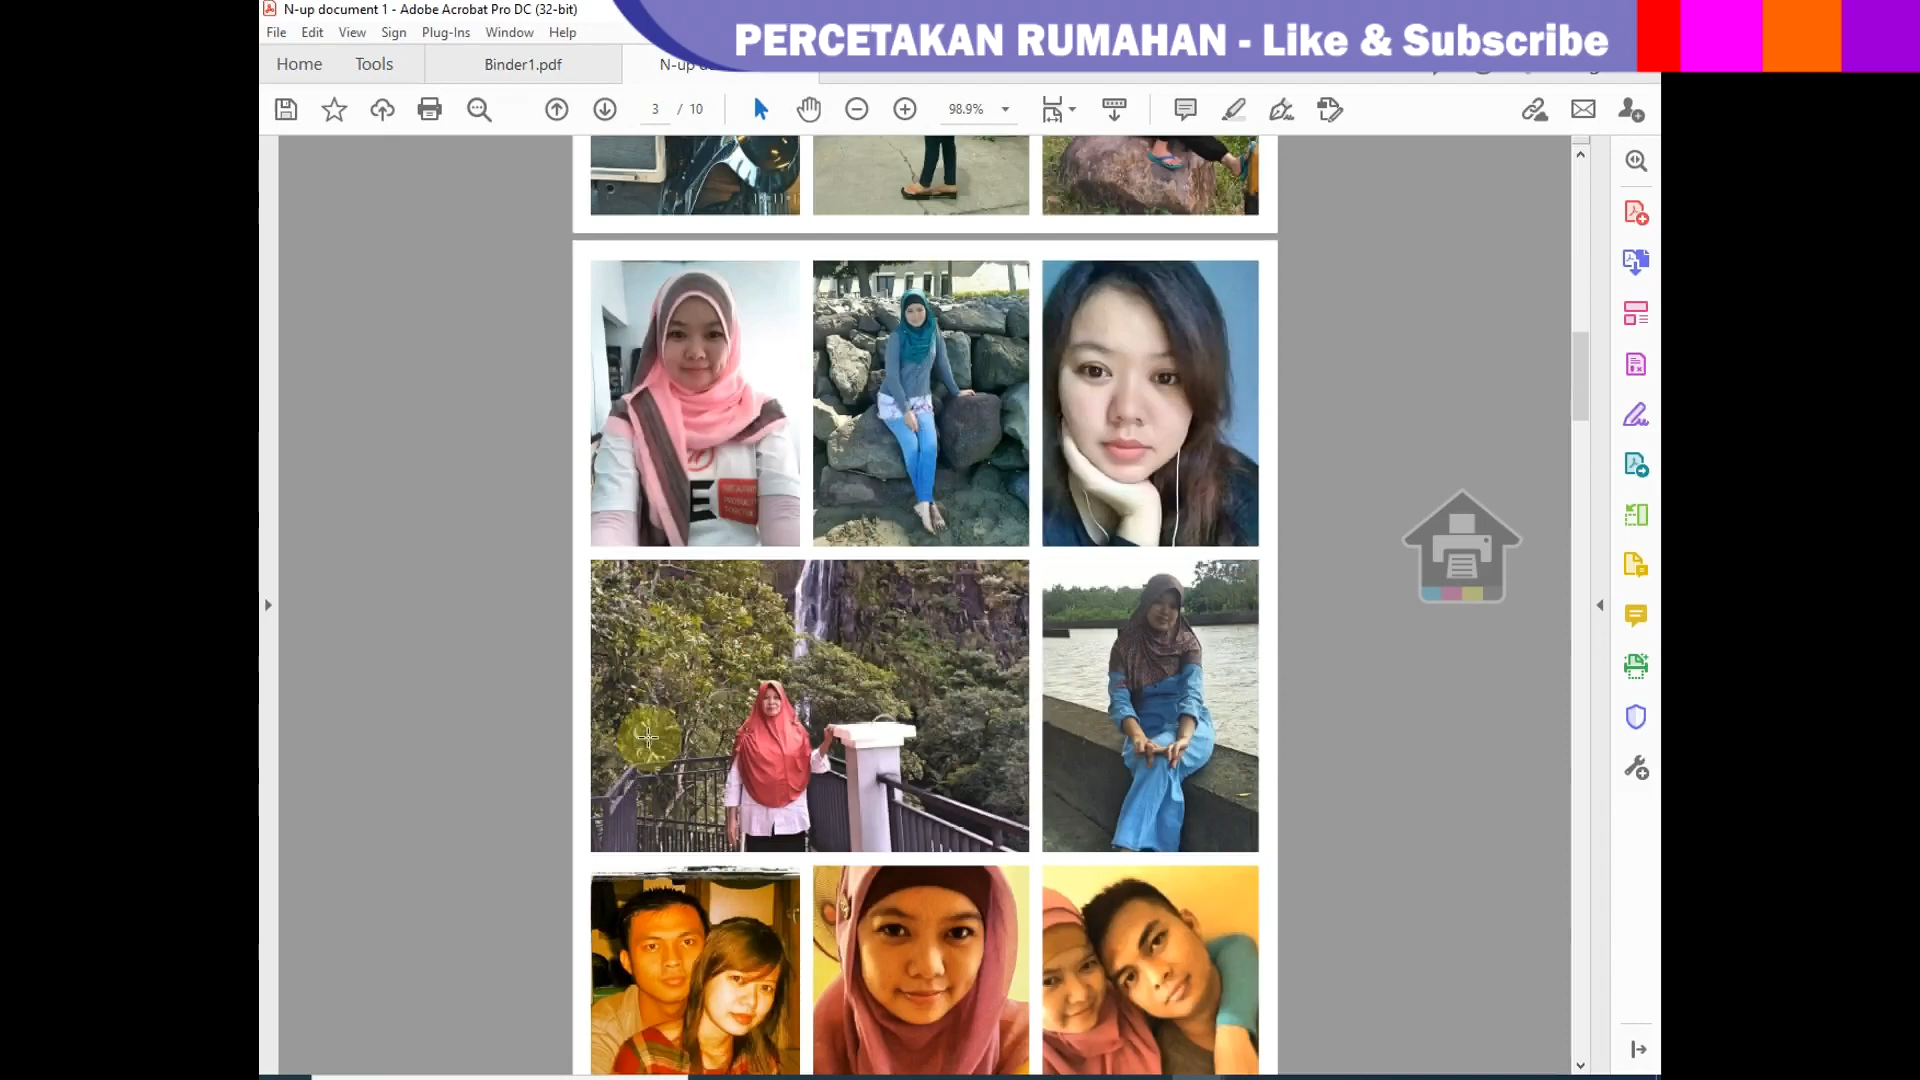 N-up document 1 - Adobe Acrobat Pro DC (32-bit)
PERCETAKAN RUMAHAN - Like & Subscribe
File Edit View Sign Plug-Ins Window Help
Home Tools Binder1.pdf N-up
3 / 10 98.9%